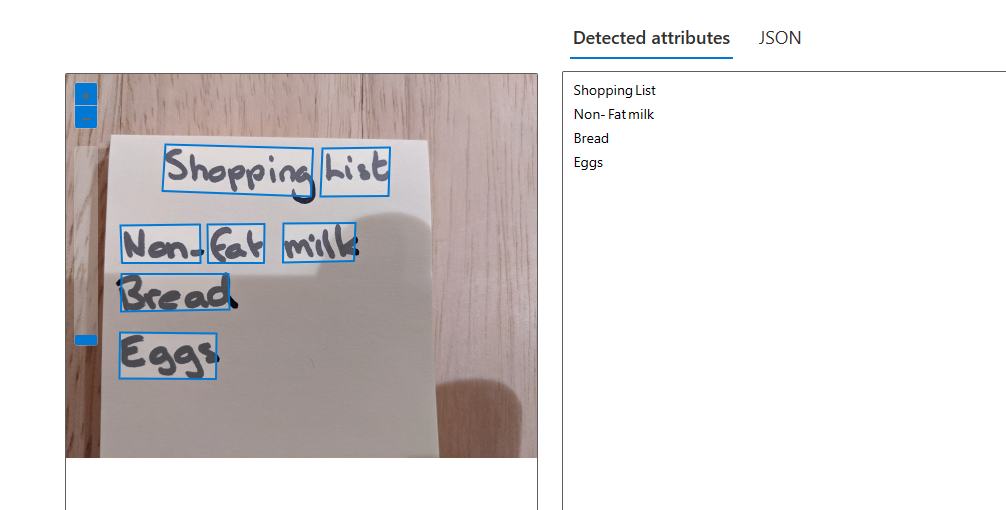 Detected attributes JSON
Shopping List
Non-Fat milk
Bread
Eggs
Shopping List
Non- Fat milk
Bread
Eggs